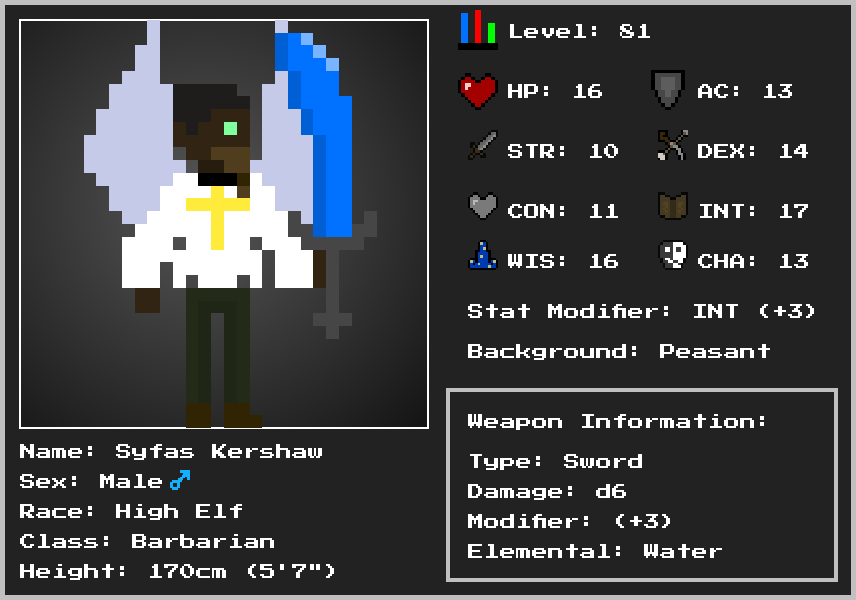 Level: 81
HP: 16
AC: 13
STR: 10
DEX: 14
CON: 11
INT: 17
WIS: 16
CHA: 13
Stat Modifier: INT (+3)
Background: Peasant
Weapon Information:
Type: Sword
Damage: d6
Modifier: (+3)
Elemental: Water
Name: Syfas Kershaw
Sex: Male♂
Race: High Elf
Class: Barbarian
Height: 170cm (5'7")